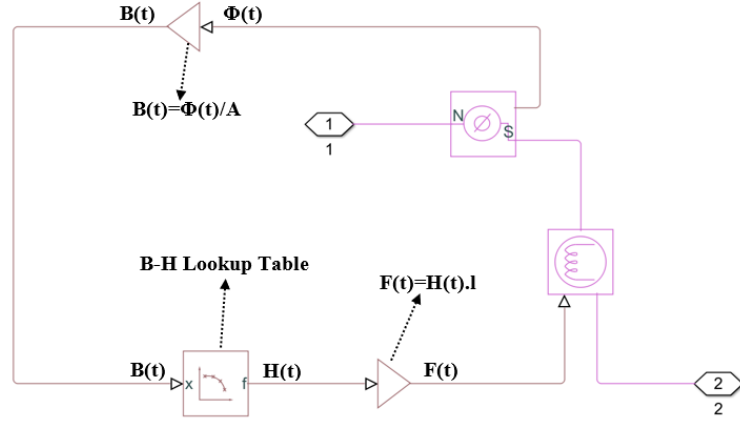 B(t) Φ(t)
B(t)=Φ(t)/A
1
1
N
S
B-H Lookup Table
F(t)=H(t).l
B(t) x f H(t) F(t)
2
2